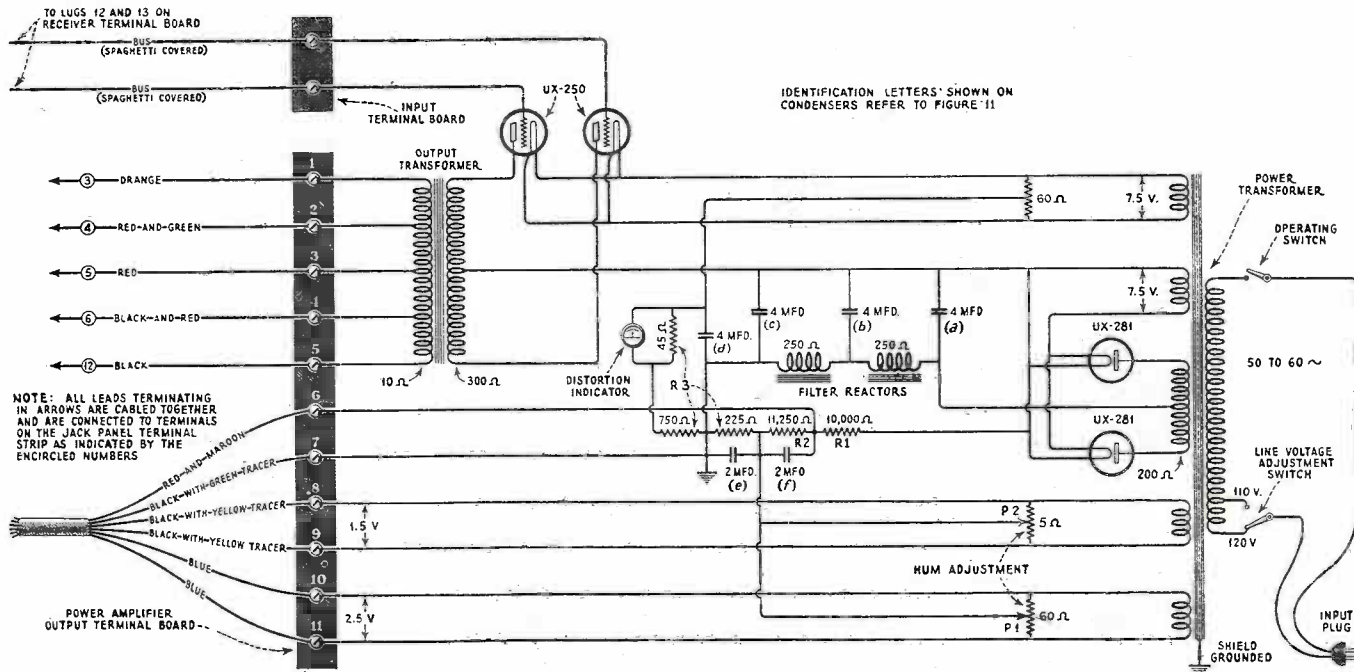 TO LUGS 12 AND 13 ON
RECEIVER TERMINAL BOARD
BUS
(SPAGHETTI COVERED)
BUS
(SPAGHETTI COVERED)
INPUT
TERMINAL BOARD
UX-250
IDENTIFICATION LETTERS SHOWN ON
CONDENSERS REFER TO FIGURE 11
OUTPUT
TRANSFORMER
POWER
TRANSFORMER
OPERATING
SWITCH
1
3 ORANGE
2
4 RED-AND-GREEN
3
5 RED
4
6 BLACK-AND-RED
5
12 BLACK
10 Ω
300 Ω
60 Ω
7.5 V.
7.5 V.
4 MFD
(c)
4 MFD.
(b)
4 MFD
(a)
4 MFD.
(d)
45 Ω
250 Ω
250 Ω
FILTER REACTORS
DISTORTION
INDICATOR
R3
UX-281
UX-281
50 TO 60 ~
200 Ω
NOTE: ALL LEADS TERMINATING
IN ARROWS ARE CABLED TOGETHER
AND ARE CONNECTED TO TERMINALS
ON THE JACK PANEL TERMINAL
STRIP AS INDICATED BY THE
ENCIRCLED NUMBERS
6
7
8
9
10
11
750 Ω
225 Ω
11,250 Ω
R2
10,000 Ω
R1
2 MFD.
(e)
2 MFD
(f)
RED-AND-MAROON
BLACK-WITH-GREEN-TRACER
BLACK-WITH-YELLOW-TRACER
BLACK-WITH-YELLOW TRACER
BLUE
BLUE
1.5 V
2.5 V
P2
5 Ω
HUM ADJUSTMENT
60 Ω
P1
LINE VOLTAGE
ADJUSTMENT
SWITCH
110 V.
120 V
POWER AMPLIFIER
OUTPUT TERMINAL BOARD
SHIELD
GROUNDED
INPUT
PLUG